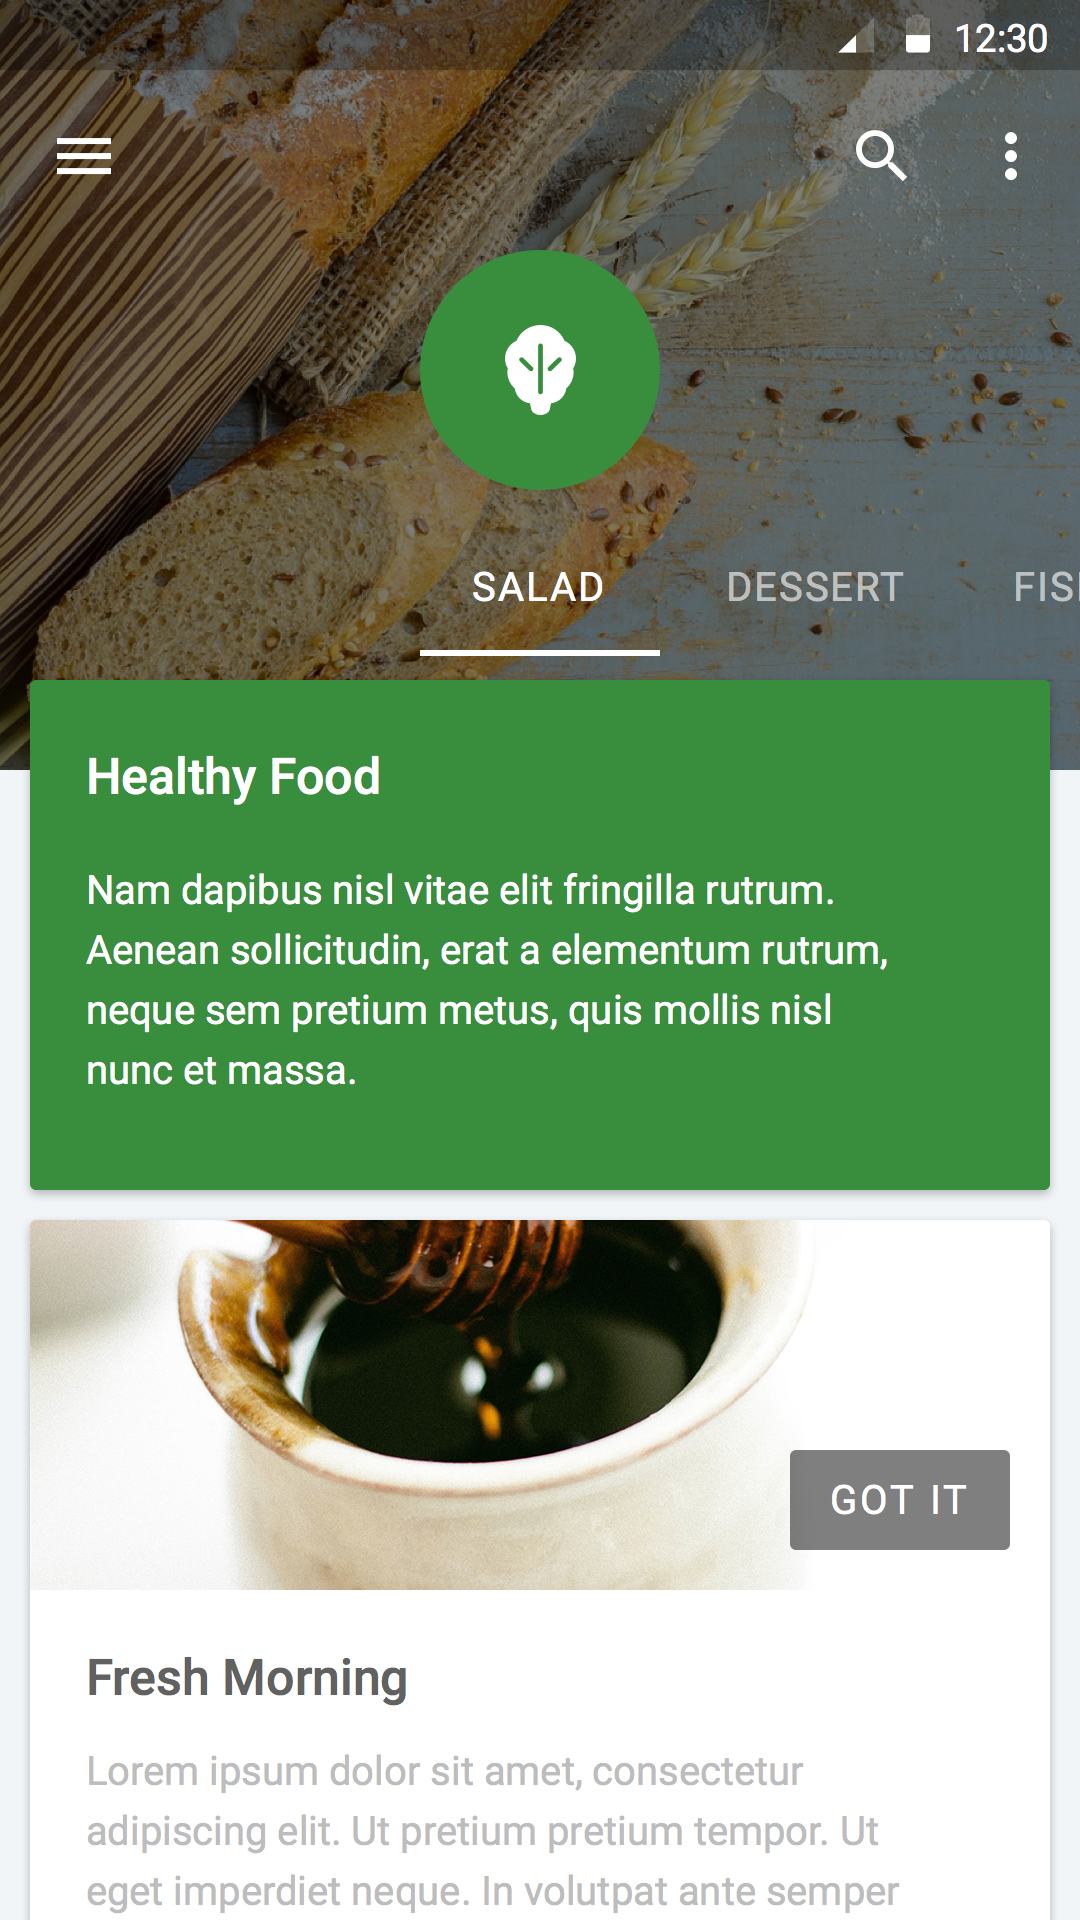 12:30
SALAD DESSERT
Healthy Food
Nam dapibus nisl vitae elit fringilla rutrum.
Aenean sollicitudin, erat a elementum rutrum,
neque sem pretium metus, quis mollis nisl
nunc et massa.
GOT IT
Fresh Morning
Lorem ipsum dolor sit amet, consectetur
adipiscing elit. Ut pretium pretium tempor. Ut
eget imperdiet neque. In volutpat ante semper